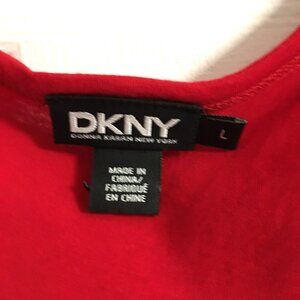 DKNY
DONNA KARAN NEW YORK
L
MADE IN
CHINA/
FABRIQUÉ
EN CHINE